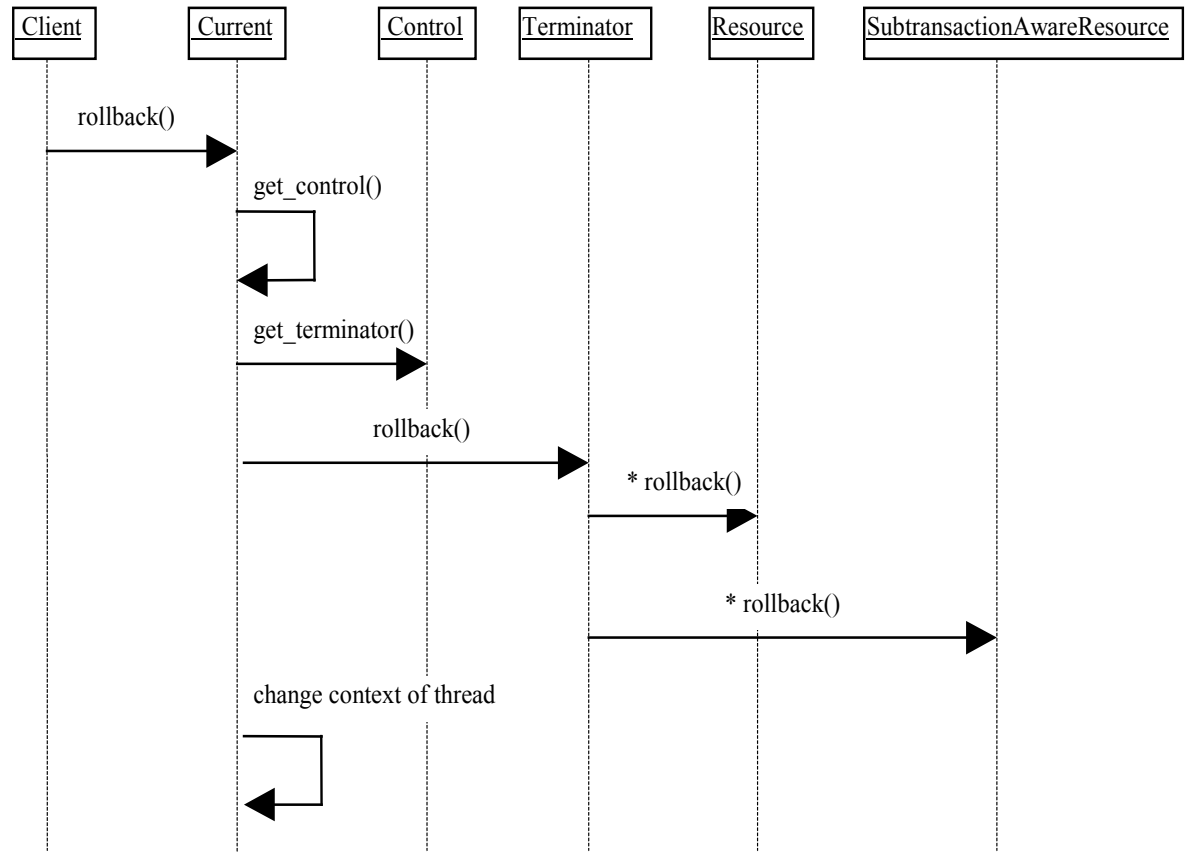 Client Current Control Terminator Resource SubtransactionAwareResource
rollback()
get_control()
get_terminator()
rollback()
* rollback()
* rollback()
change context of thread